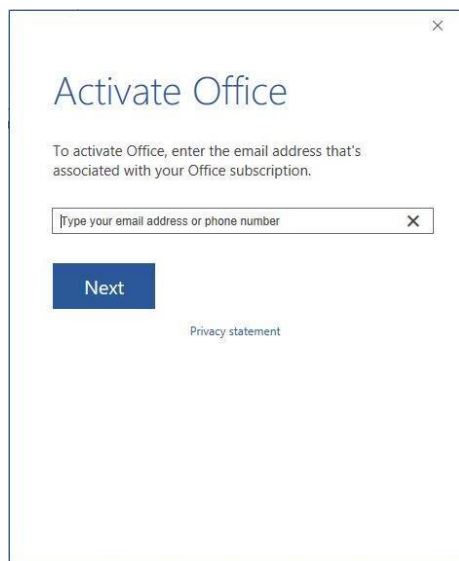 Activate Office
To activate Office, enter the email address that's
associated with your Office subscription.
Type your email address or phone number
Next
Privacy statement